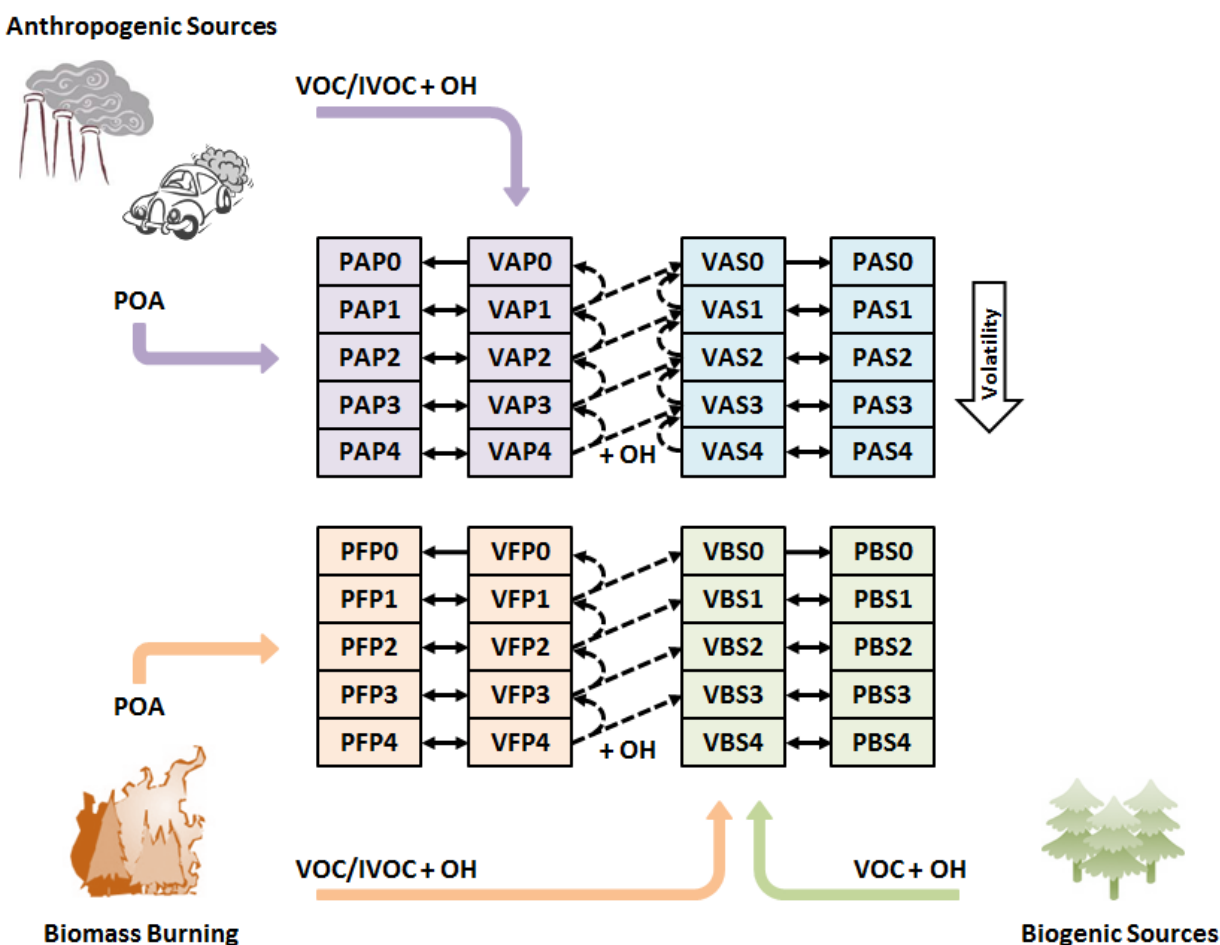 Anthropogenic Sources
VOC/IVOC + OH
POA
PAP0 VAP0 VAS0 PAS0
PAP1 VAP1 VAS1 PAS1
PAP2 VAP2 VAS2 PAS2
PAP3 VAP3 VAS3 PAS3
PAP4 VAP4 + OH VAS4 PAS4
Volatility
PFP0 VFP0 VBS0 PBS0
PFP1 VFP1 VBS1 PBS1
PFP2 VFP2 VBS2 PBS2
PFP3 VFP3 VBS3 PBS3
PFP4 VFP4 + OH VBS4 PBS4
POA
VOC/IVOC + OH
VOC + OH
Biomass Burning
Biogenic Sources